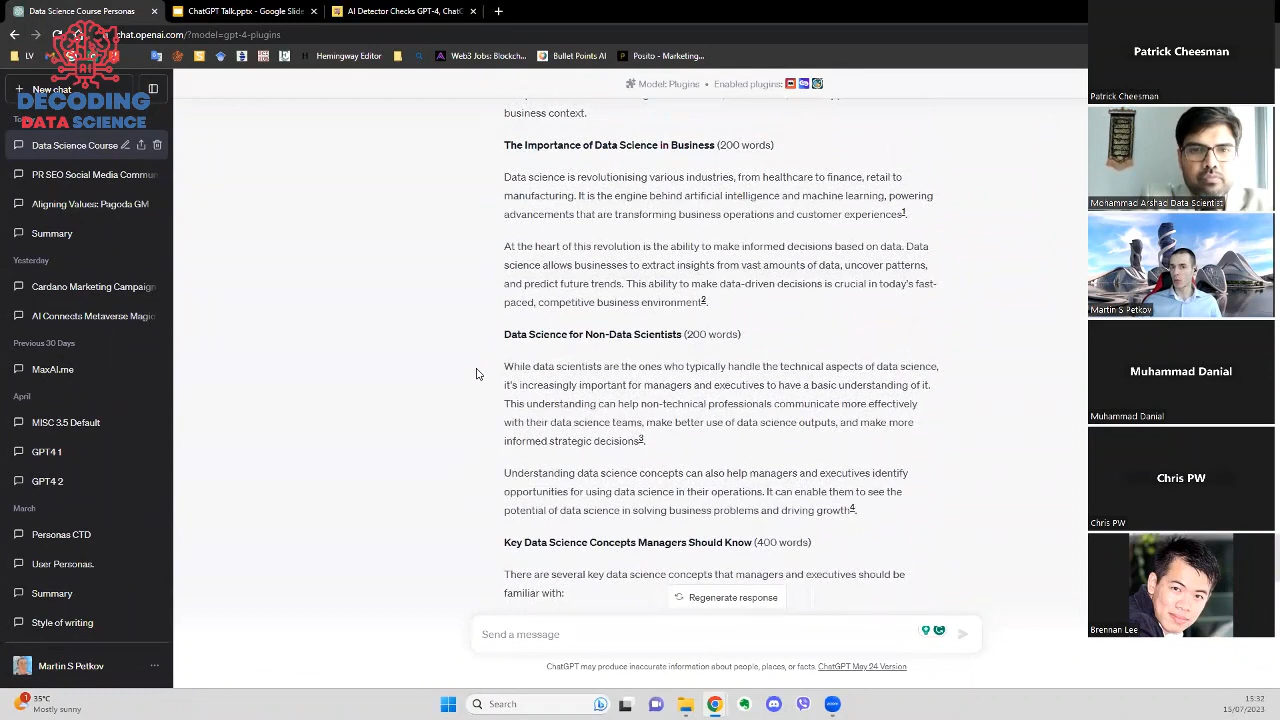 Data Science Course
ChatGPT Talk.pptx - Google Slide
AI Detector Checks GPT-4, ChatG
chat.openai.com/?model=gpt-4-plugins
LV
Hemingway Editor
Web3 Jobs: Blockch...
Bullet Points AI
Posito - Marketing...
DECODING
DATA SCIENCE
AI
New chat
Data Science Course
PR SEO Social Media Commun
Aligning Values: Pagoda GM
Summary
Yesterday
Cardano Marketing Campaign
AI Connects Metaverse Magic
Previous 30 Days
MaxAI.me
April
MISC 3.5 Default
GPT4 1
GPT4 2
March
Personas CTD
User Personas.
Summary
Style of writing
Martin S Petkov
Model: Plugins • Enabled plugins:
business context.
The Importance of Data Science in Business (200 words)
Data science is revolutionising various industries, from healthcare to finance, retail to
manufacturing. It is the engine behind artificial intelligence and machine learning, powering
advancements that are transforming business operations and customer experiences1.
At the heart of this revolution is the ability to make informed decisions based on data. Data
science allows businesses to extract insights from vast amounts of data, uncover patterns,
and predict future trends. This ability to make data-driven decisions is crucial in today's fast-
paced, competitive business environment2.
Data Science for Non-Data Scientists (200 words)
While data scientists are the ones who typically handle the technical aspects of data science,
it's increasingly important for managers and executives to have a basic understanding of it.
This understanding can help non-technical professionals communicate more effectively
with their data science teams, make better use of data science outputs, and make more
informed strategic decisions3.
Understanding data science concepts can also help managers and executives identify
opportunities for using data science in their operations. It can enable them to see the
potential of data science in solving business problems and driving growth4.
Key Data Science Concepts Managers Should Know (400 words)
There are several key data science concepts that managers and executives should be
familiar with:
Regenerate response
Send a message
ChatGPT may produce inaccurate information about people, places, or facts. ChatGPT May 24 Version
Patrick Cheesman
Patrick Cheesman
Mohammad Arshad Data Scientist
Martin S Petkov
Muhammad Danial
Muhammad Danial
Chris PW
Chris PW
Brennan Lee
1
35°C
Mostly sunny
Search
zoom
15:32
15/07/2023